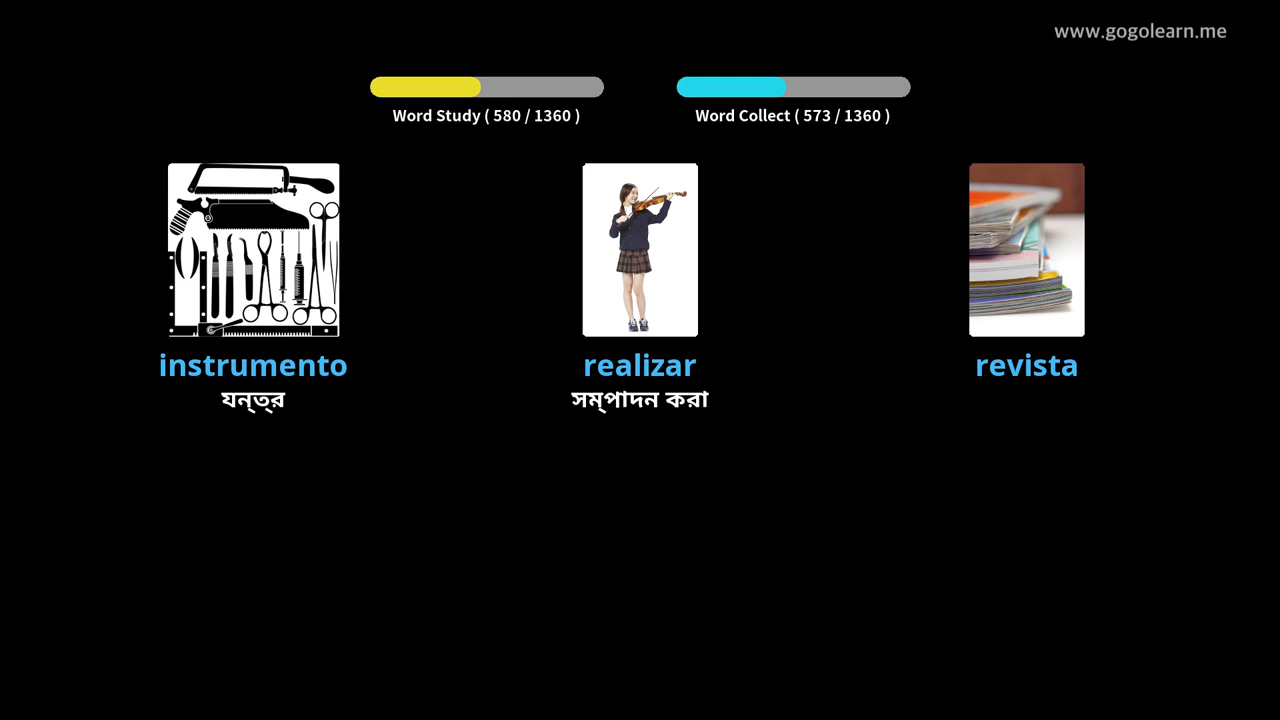 www.gogolearn.me
Word Study ( 580 / 1360 )
Word Collect ( 573 / 1360 )
instrumento
যন্ত্র
realizar
সম্পাদন করা
revista